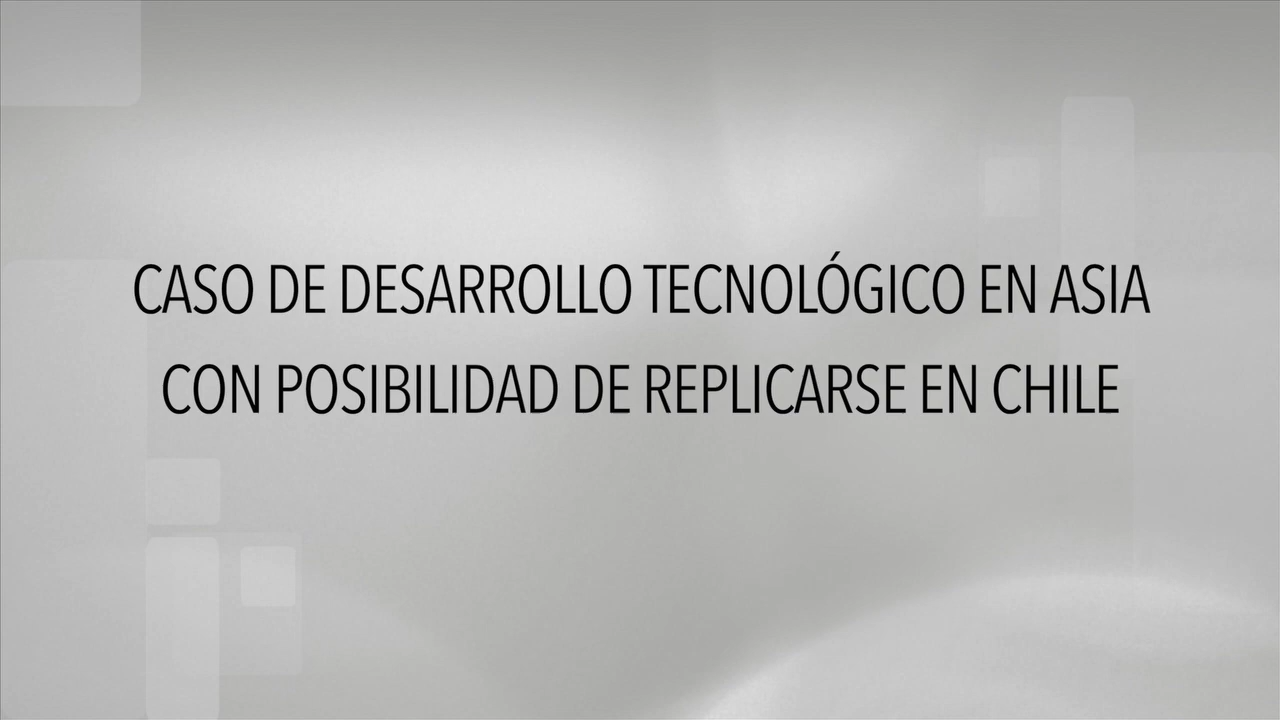 CASO DE DESARROLLO TECNOLÓGICO EN ASIA
CON POSIBILIDAD DE REPLICARSE EN CHILE